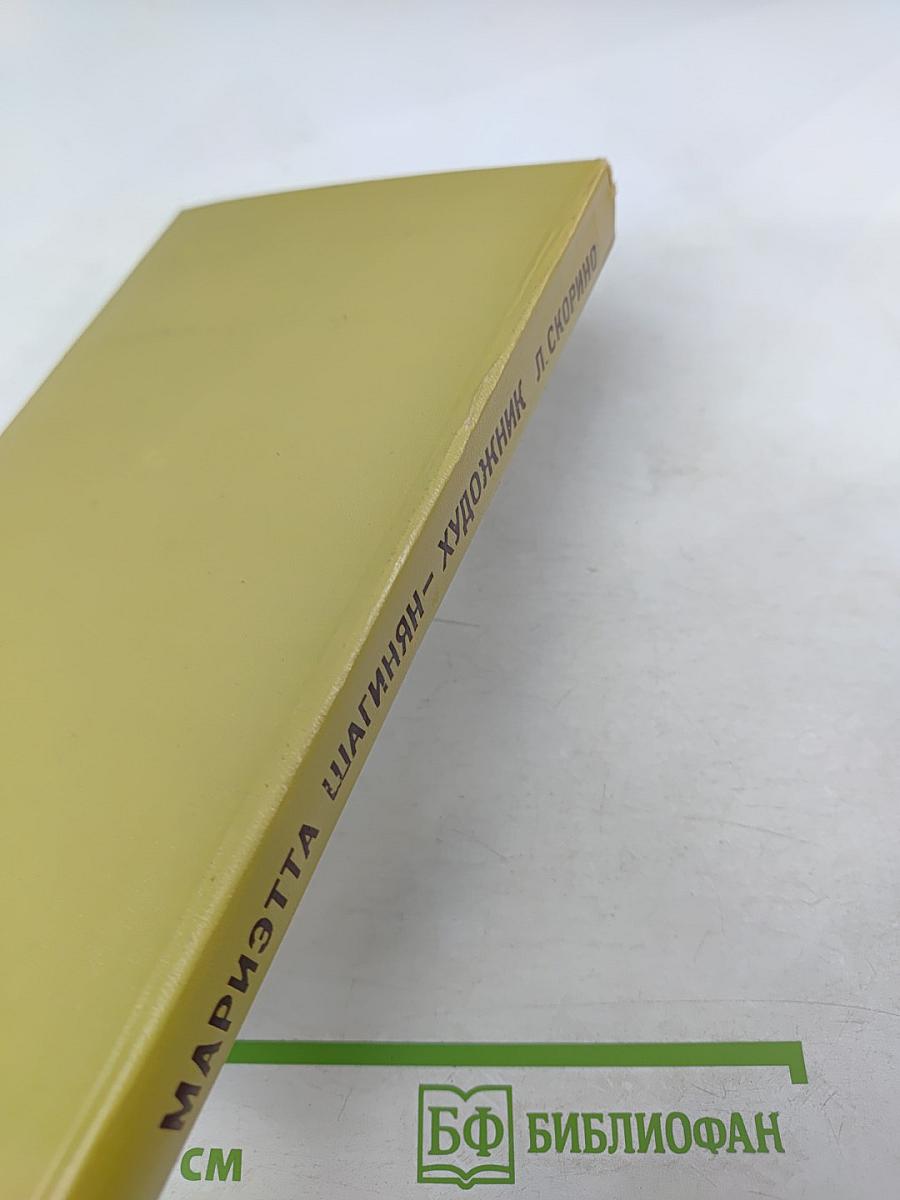 МАРИЭТТА ШАГИНЯН — ХУДОЖНИК Л. СКОРИНО
СМ
БФ БИБЛИОФАН